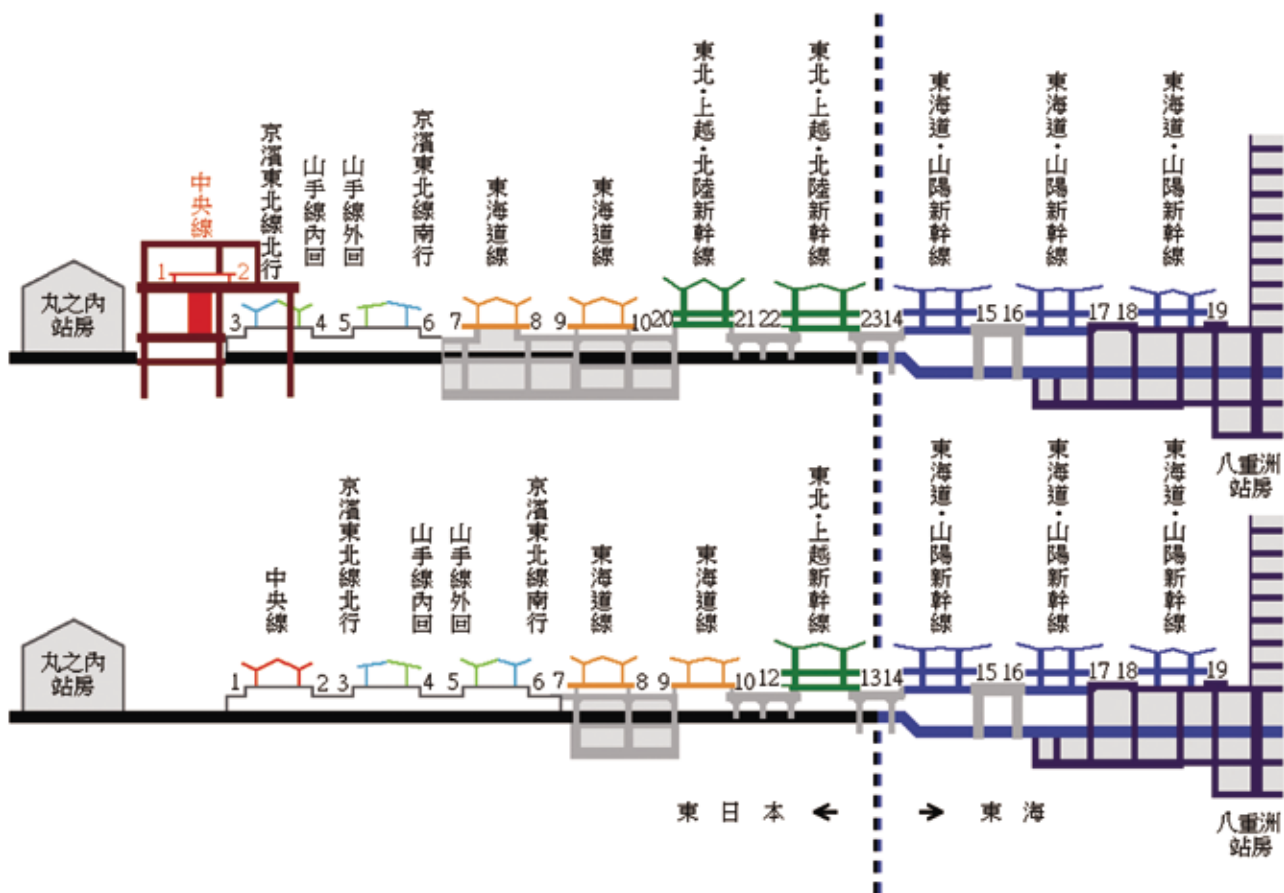 中央線
京濱東北線北行
山手線內回
山手線外回
京濱東北線南行
東海道線
東海道線
東北・上越・北陸新幹線
東北・上越・北陸新幹線
東海道・山陽新幹線
東海道・山陽新幹線
東海道・山陽新幹線
丸之內
站房
1 2 3 4 5 6 7 8 9 10 20 21 22 23 14 15 16 17 18 19
八重洲
站房
中央線
京濱東北線北行
山手線內回
山手線外回
京濱東北線南行
東海道線
東海道線
東北・上越新幹線
東海道・山陽新幹線
東海道・山陽新幹線
東海道・山陽新幹線
丸之內
站房
1 2 3 4 5 6 7 8 9 10 12 13 14 15 16 17 18 19
東日本 ← → 東海
八重洲
站房